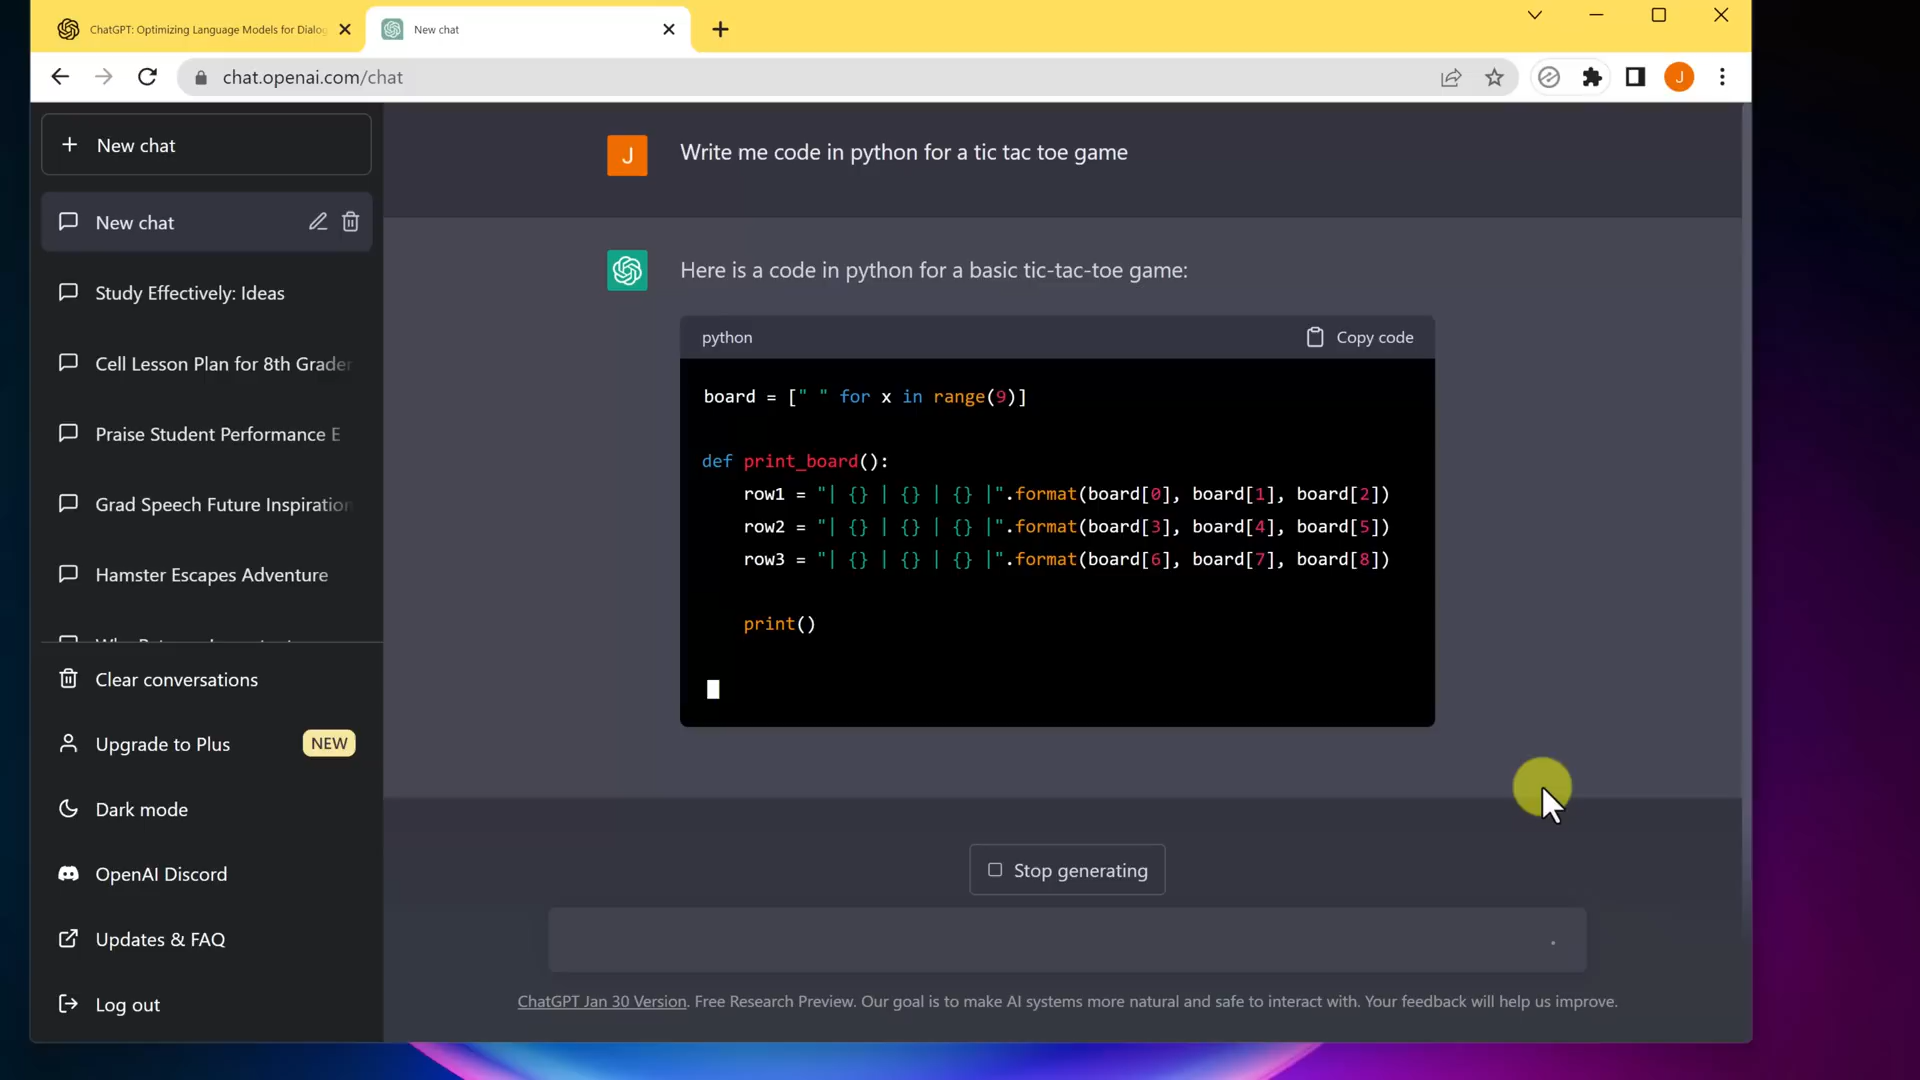 ChatGPT: Optimizing Language Models for Dialog
New chat
chat.openai.com/chat
J
New chat
New chat
Study Effectively: Ideas
Cell Lesson Plan for 8th Grader
Praise Student Performance E
Grad Speech Future Inspiration
Hamster Escapes Adventure
Clear conversations
Upgrade to Plus NEW
Dark mode
OpenAI Discord
Updates & FAQ
Log out
J
Write me code in python for a tic tac toe game
Here is a code in python for a basic tic-tac-toe game:
python Copy code
board = [" " for x in range(9)]
def print_board():
row1 = "| {} | {} | {} |".format(board[0], board[1], board[2])
row2 = "| {} | {} | {} |".format(board[3], board[4], board[5])
row3 = "| {} | {} | {} |".format(board[6], board[7], board[8])
print()
Stop generating
ChatGPT Jan 30 Version. Free Research Preview. Our goal is to make AI systems more natural and safe to interact with. Your feedback will help us improve.